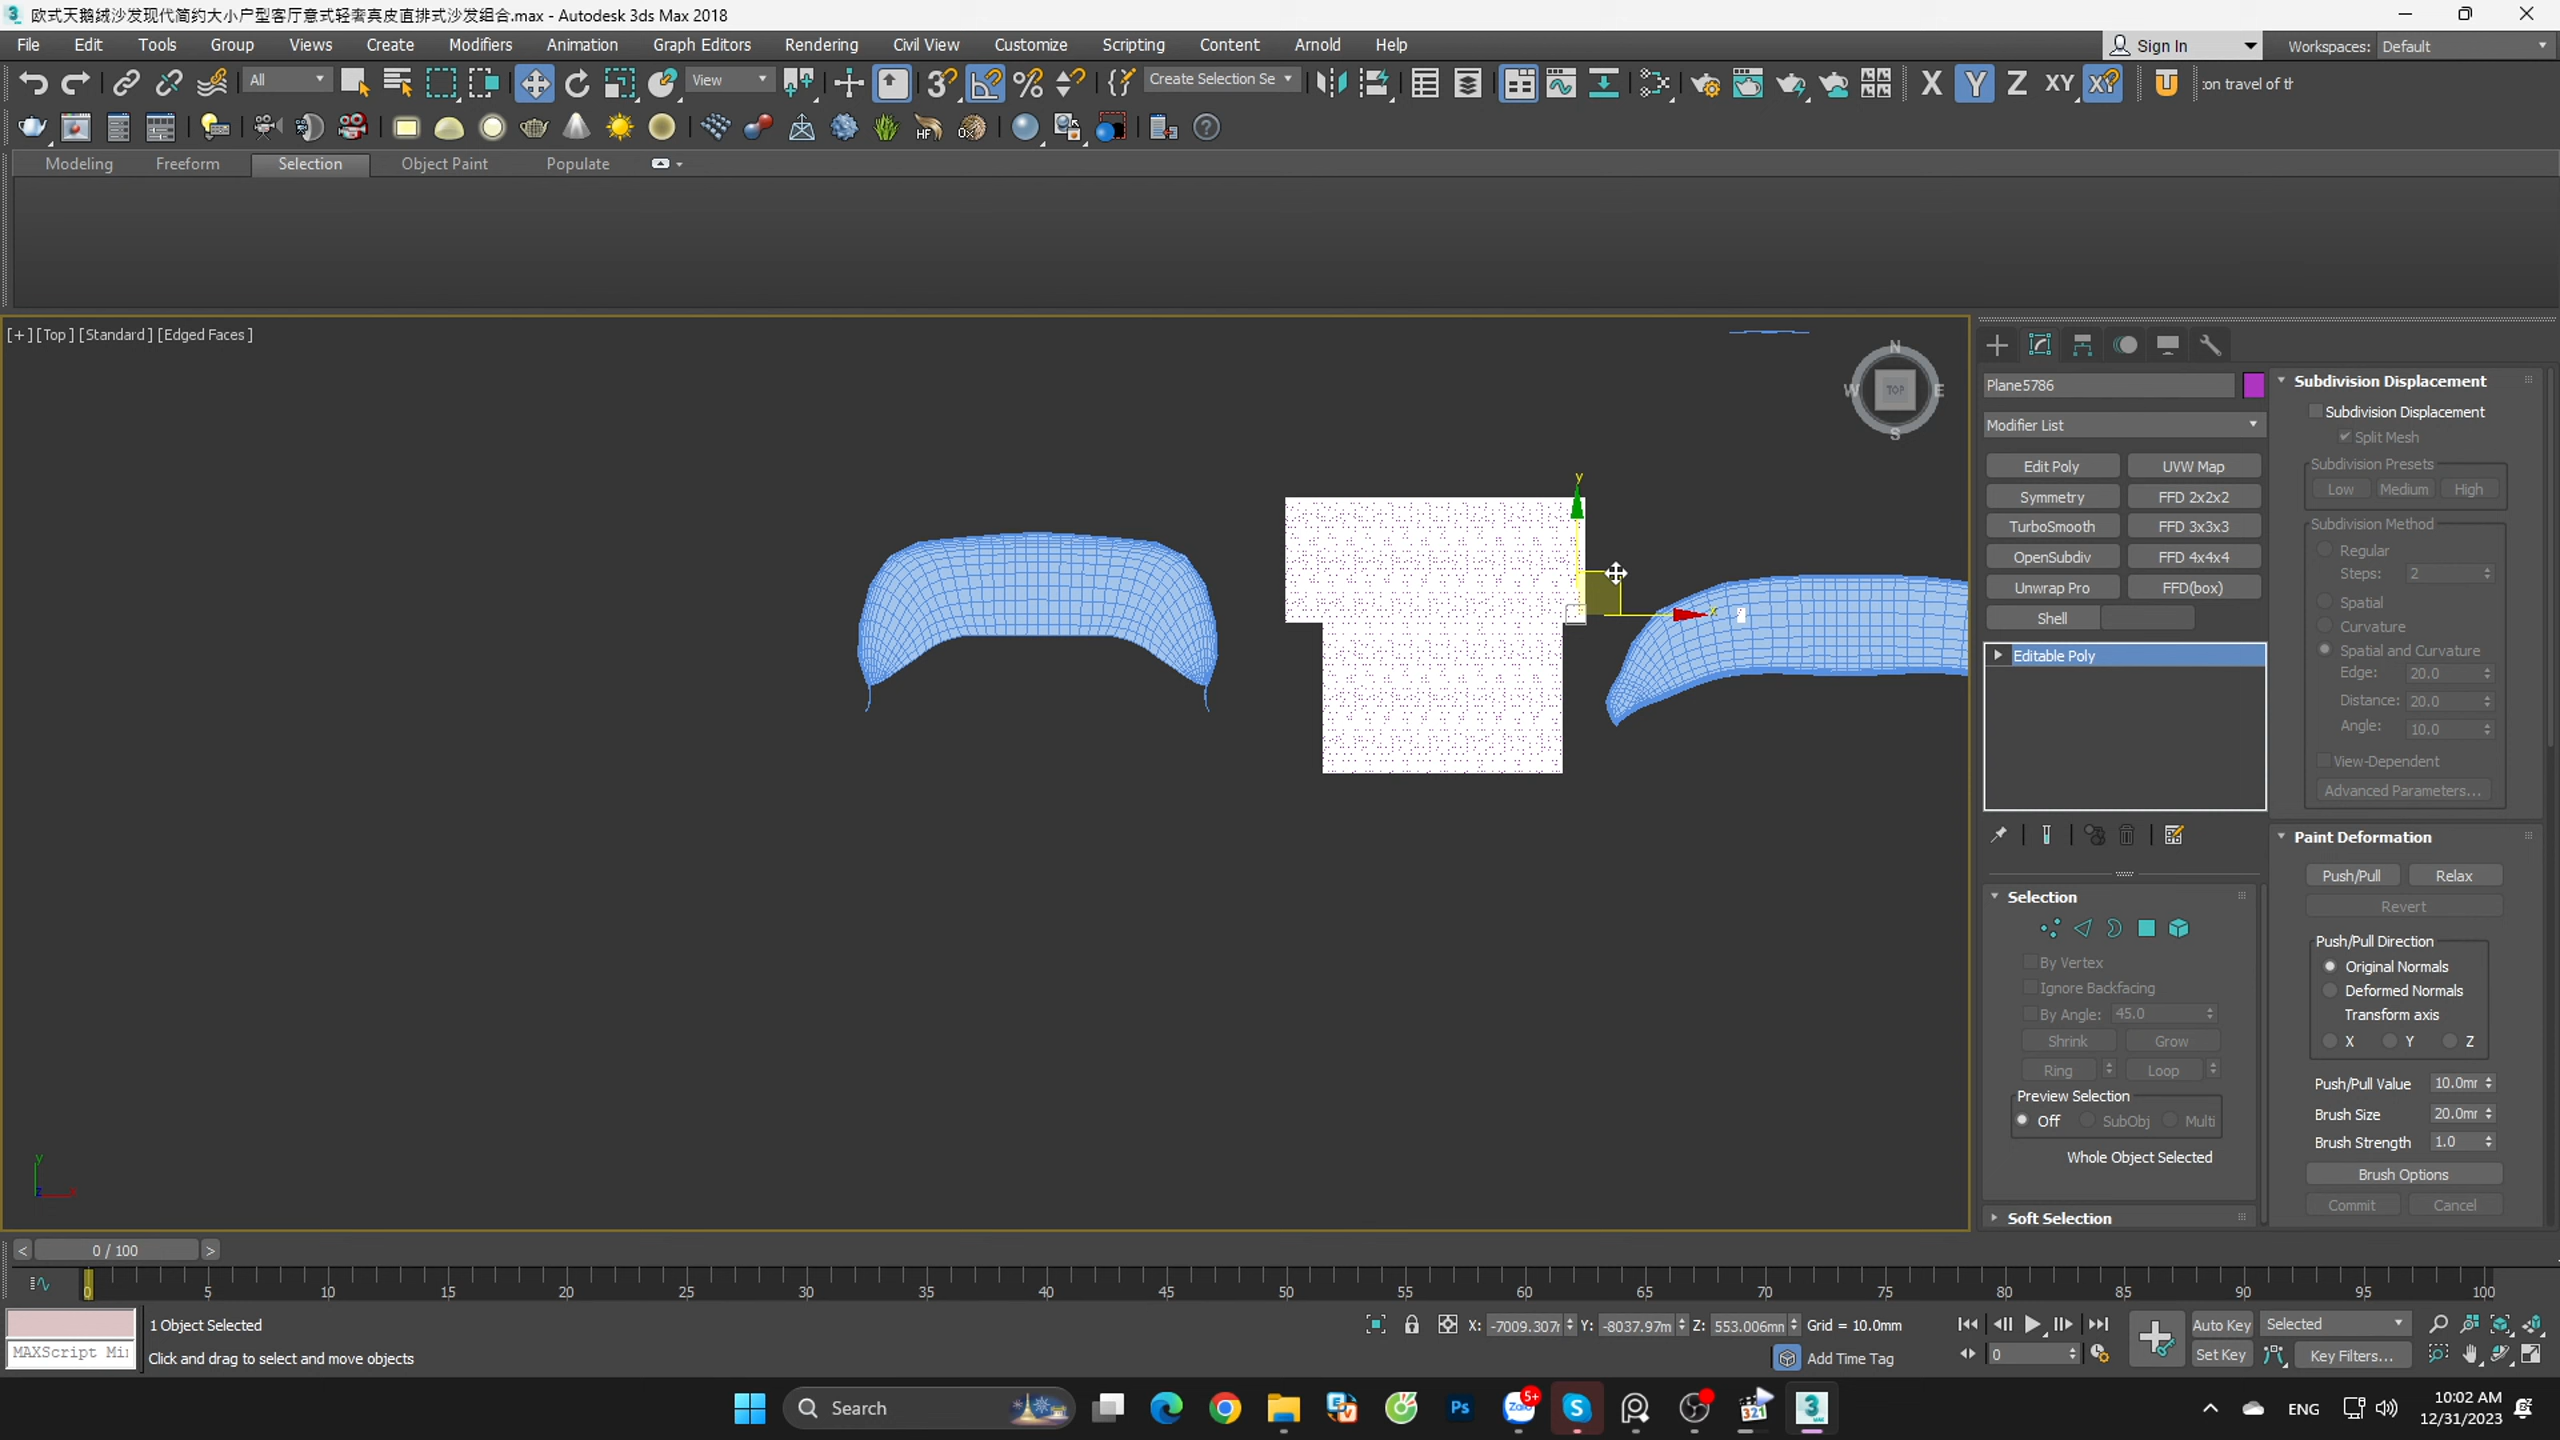 欧式天鹅绒沙发现代简约大小户型客厅意式轻奢真皮直排式沙发组合.max - Autodesk 3ds Max 2018
File Edit Tools Group Views Create Modifiers Animation Graph Editors Rendering Civil View Customize Scripting Content Arnold Help
Sign In Workspaces: Default
All View Create Selection Se X Y Z XY :on travel of th
Modeling Freeform Selection Object Paint Populate
[+] [Top] [Standard] [Edged Faces]
N
W TOP E
S
y
x
Plane5786
Modifier List
Edit Poly UVW Map
Symmetry FFD 2x2x2
TurboSmooth FFD 3x3x3
OpenSubdiv FFD 4x4x4
Unwrap Pro FFD(box)
Shell
Editable Poly
Selection
By Vertex
Ignore Backfacing
By Angle: 45.0
Shrink Grow
Ring Loop
Preview Selection
Off SubObj Multi
Whole Object Selected
Soft Selection
Subdivision Displacement
Subdivision Displacement
Split Mesh
Subdivision Presets
Low Medium High
Subdivision Method
Regular
Steps: 2
Spatial
Curvature
Spatial and Curvature
Edge: 20.0
Distance: 20.0
Angle: 10.0
View-Dependent
Advanced Parameters...
Paint Deformation
Push/Pull Relax
Revert
Push/Pull Direction
Original Normals
Deformed Normals
Transform axis
X Y Z
Push/Pull Value 10.0mr
Brush Size 20.0mr
Brush Strength 1.0
Brush Options
Commit Cancel
< 0 / 100 >
0 5 10 15 20 25 30 35 40 45 50 55 60 65 70 75 80 85 90 95 100
1 Object Selected X: -7009.307r Y: -8037.97m Z: 553.006mn Grid = 10.0mm Auto Key Selected
MAXScript Mi: Click and drag to select and move objects Add Time Tag 0 Set Key Key Filters...
Search Ps Zalo 5+ 321 3 ENG 10:02 AM
12/31/2023